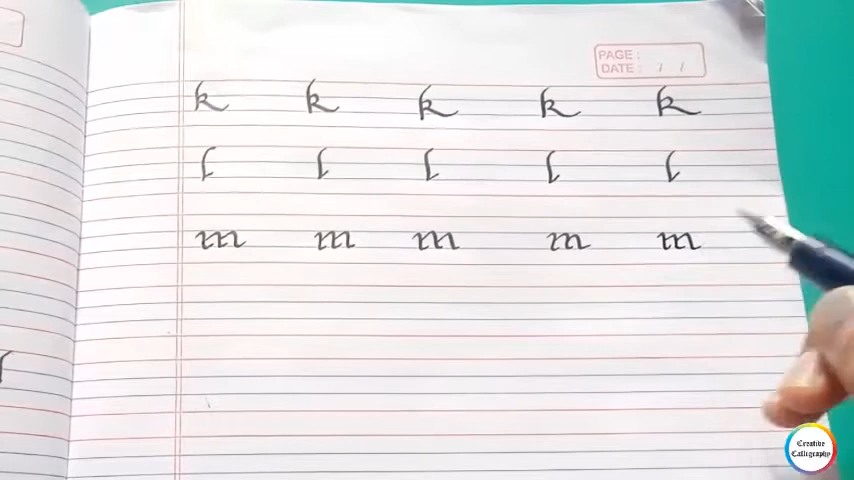 PAGE :
DATE : / /
k k k k k
l l l l l
m m m m m
Creative
Calligraphy